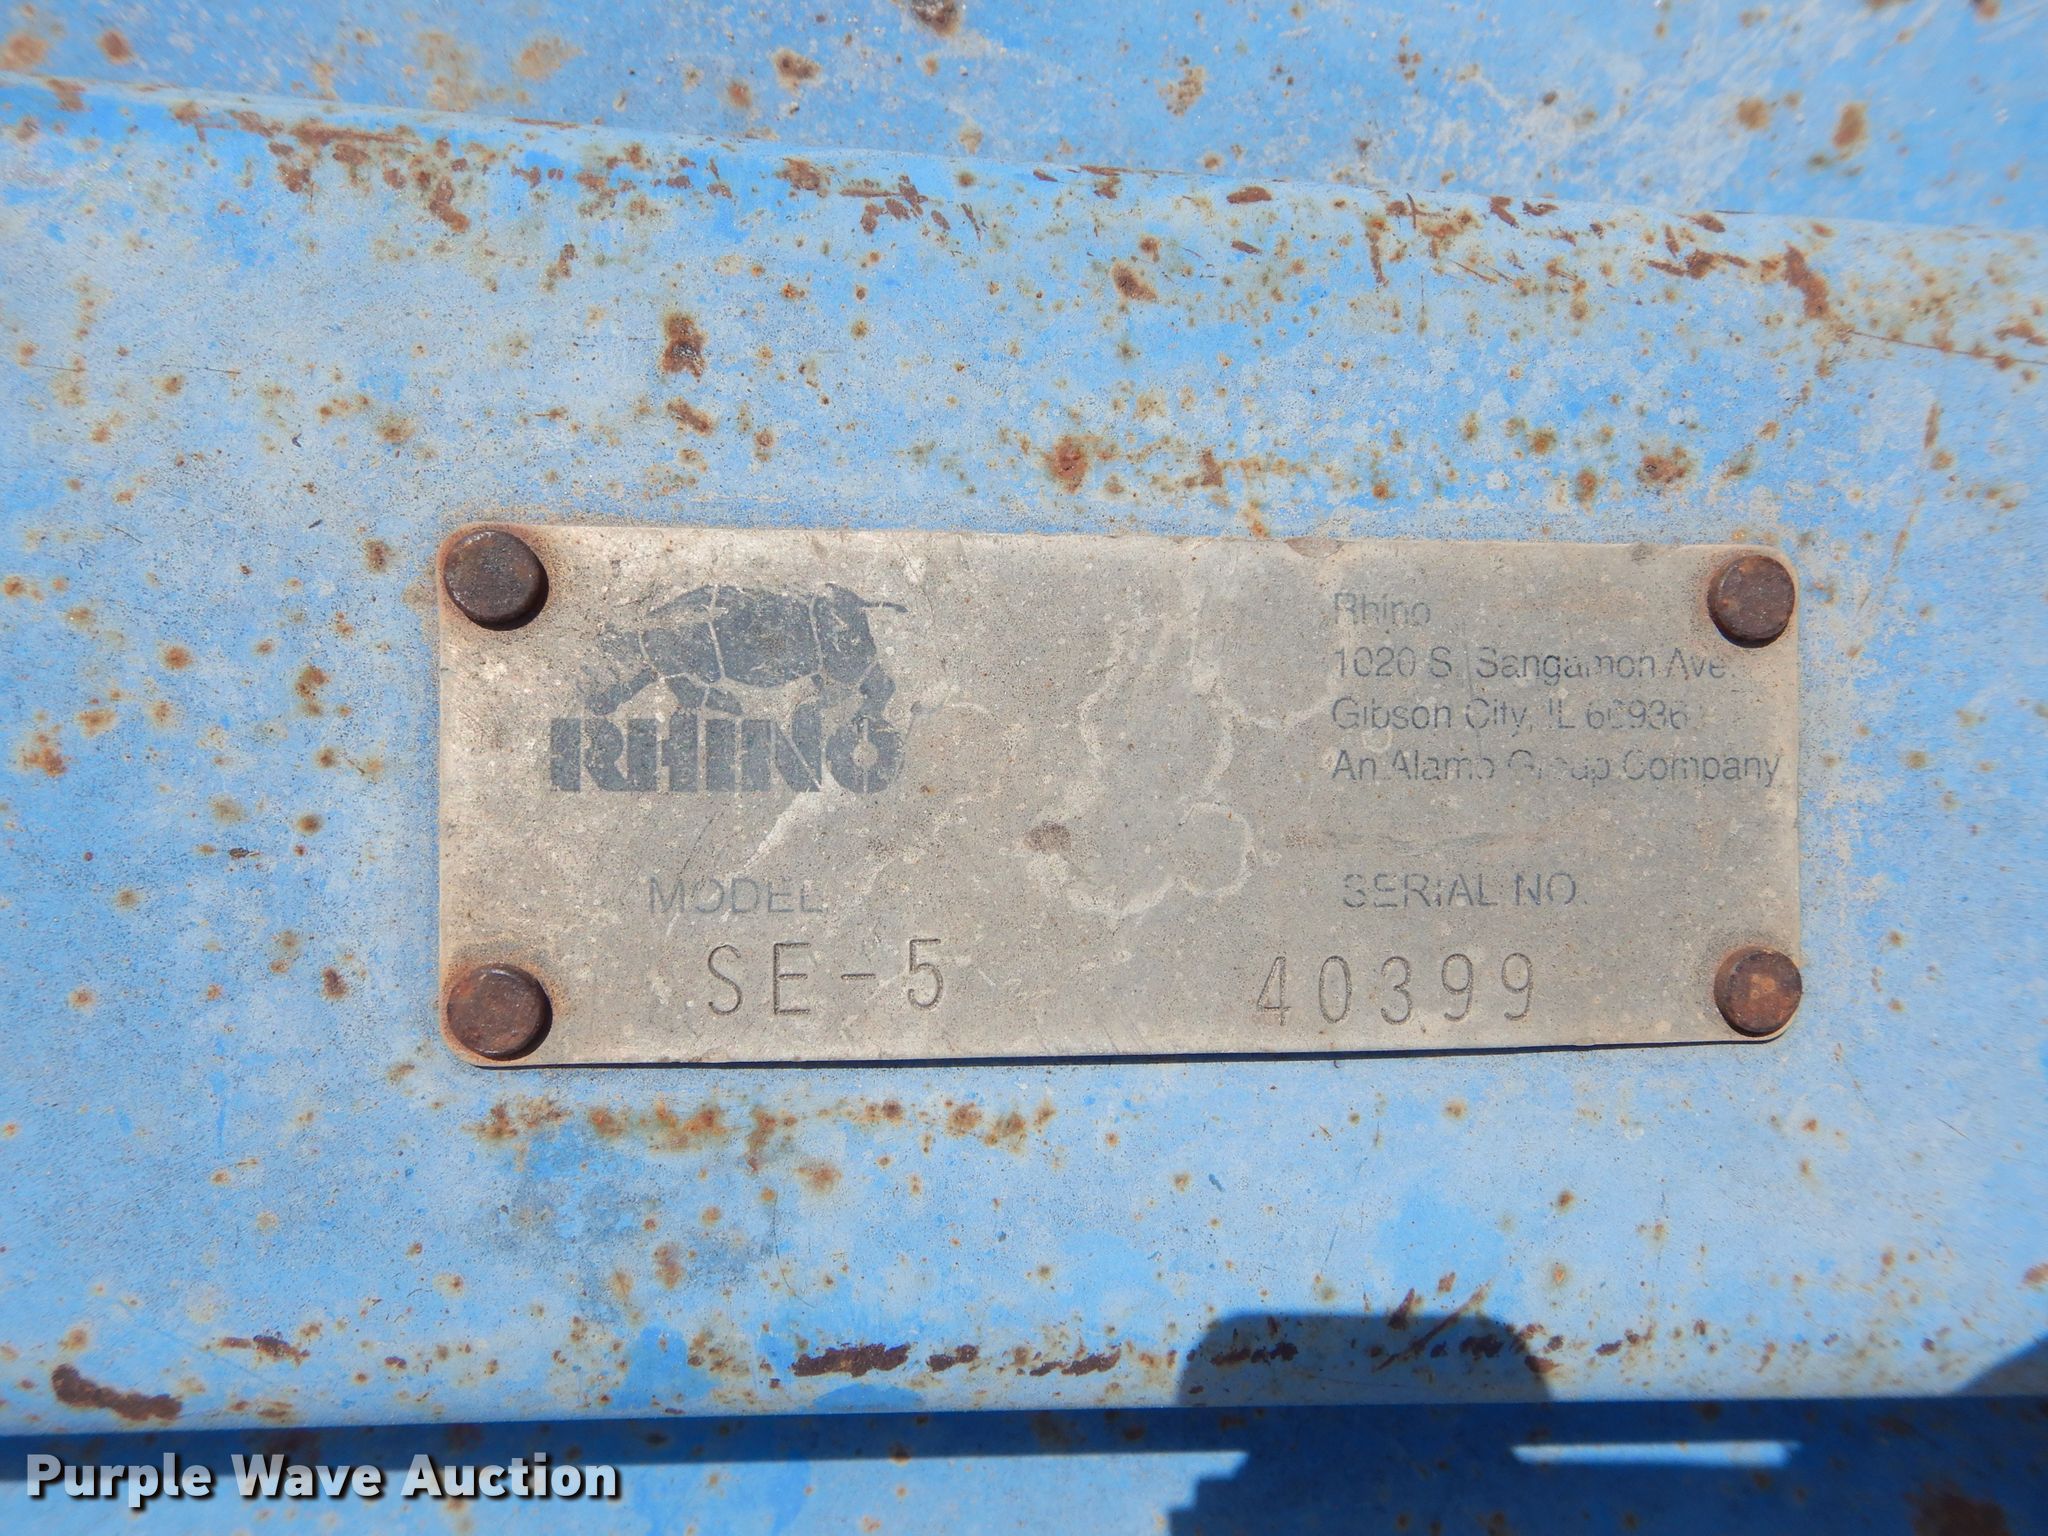 RHINO
Rhino
1020 S. Sangamon Ave.
Gibson City, IL 60936
An Alamo Group Company
MODEL
SERIAL NO.
SE-5
40399
Purple Wave Auction